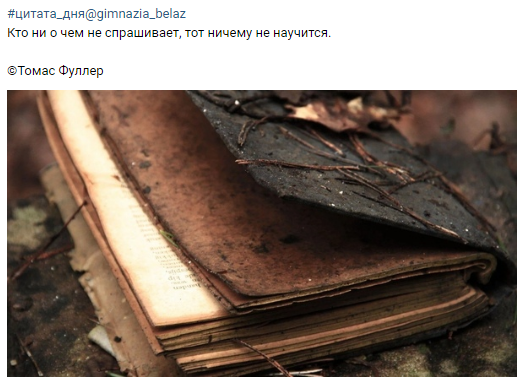 #цитата_дня@gimnazia_belaz
Кто ни о чем не спрашивает, тот ничему не научится.
©Томас Фуллер